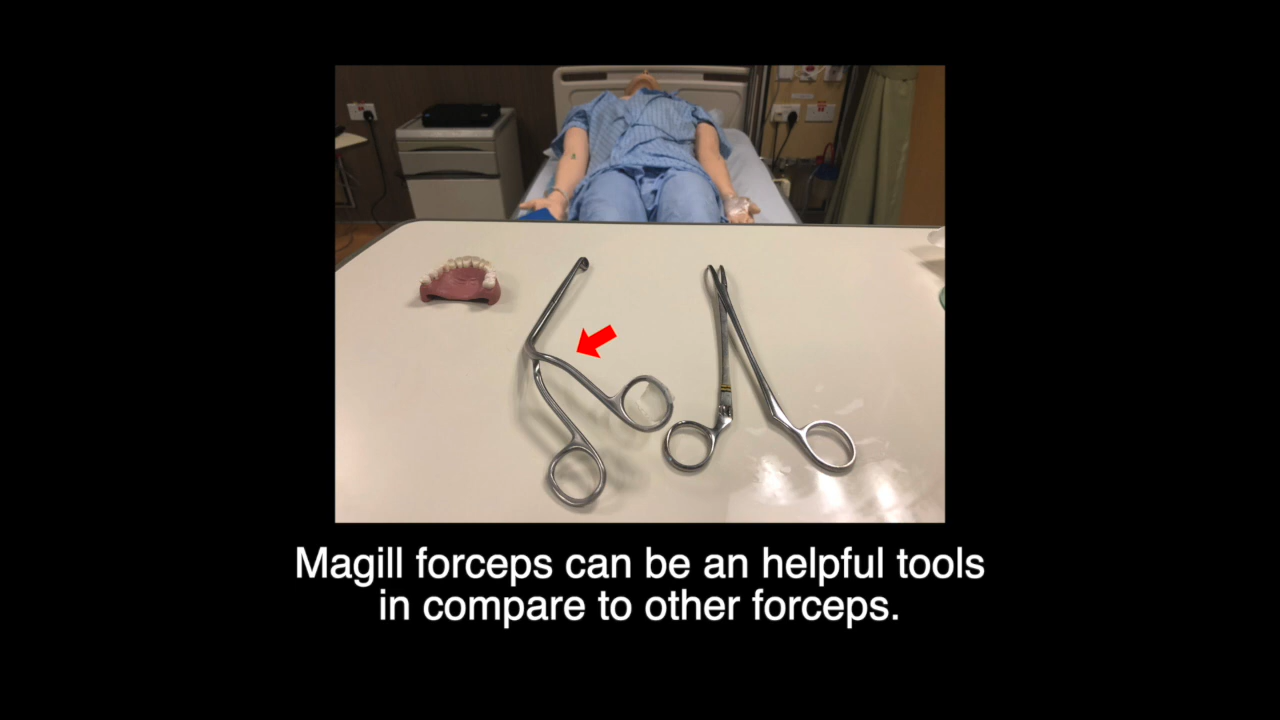 Magill forceps can be an helpful tools
in compare to other forceps.